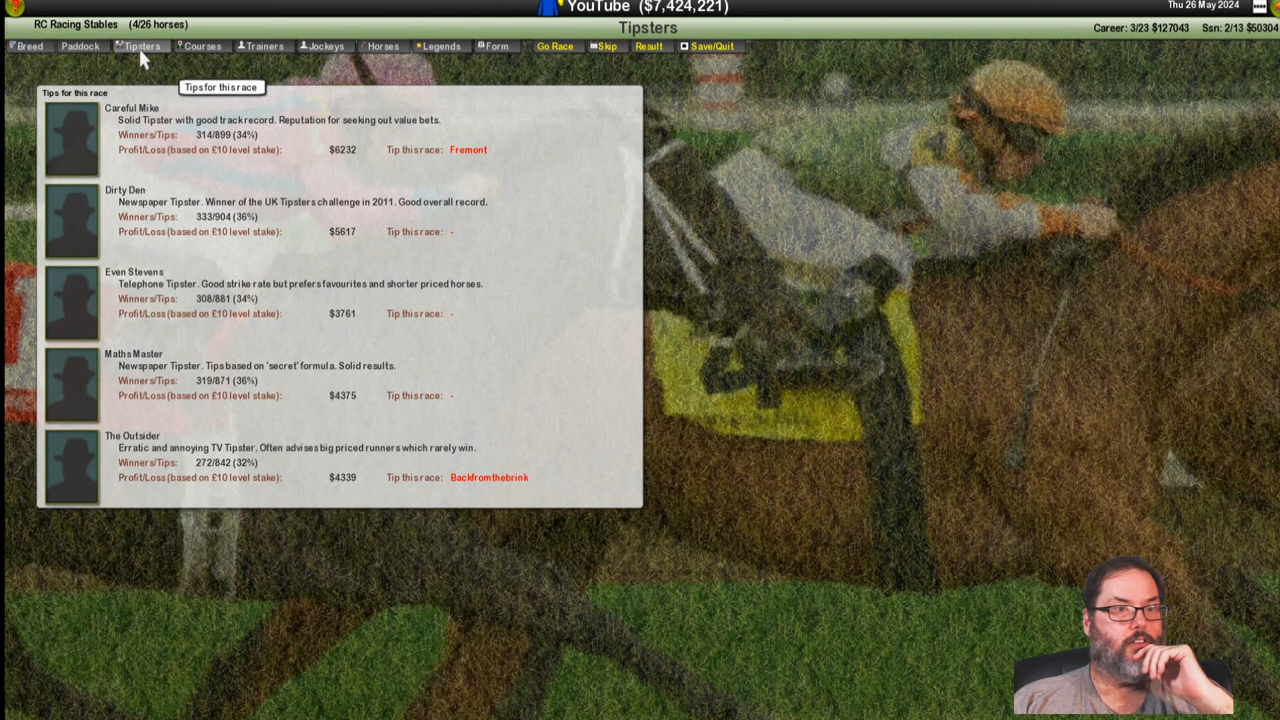 YouTube ($7,424,221)
Thu 26 May 2024
RC Racing Stables (4/26 horses)
Tipsters
Career: 3/23 $127043 Ssn: 2/13 $50304
Breed Paddock Tipsters Courses Trainers Jockeys Horses Legends Form Go Race Skip Result Save/Quit
Tips for this race
Tips for this race
Careful Mike
Solid Tipster with good track record. Reputation for seeking out value bets.
Winners/Tips: 314/899 (34%)
Profit/Loss (based on £10 level stake): $6232 Tip this race: Fremont
Dirty Den
Newspaper Tipster. Winner of the UK Tipsters challenge in 2011. Good overall record.
Winners/Tips: 333/904 (36%)
Profit/Loss (based on £10 level stake): $5617 Tip this race: -
Even Stevens
Telephone Tipster. Good strike rate but prefers favourites and shorter priced horses.
Winners/Tips: 308/881 (34%)
Profit/Loss (based on £10 level stake): $3761 Tip this race: -
Maths Master
Newspaper Tipster. Tips based on 'secret' formula. Solid results.
Winners/Tips: 319/871 (36%)
Profit/Loss (based on £10 level stake): $4375 Tip this race: -
The Outsider
Erratic and annoying TV Tipster. Often advises big priced runners which rarely win.
Winners/Tips: 272/842 (32%)
Profit/Loss (based on £10 level stake): $4339 Tip this race: Backfromthebrink